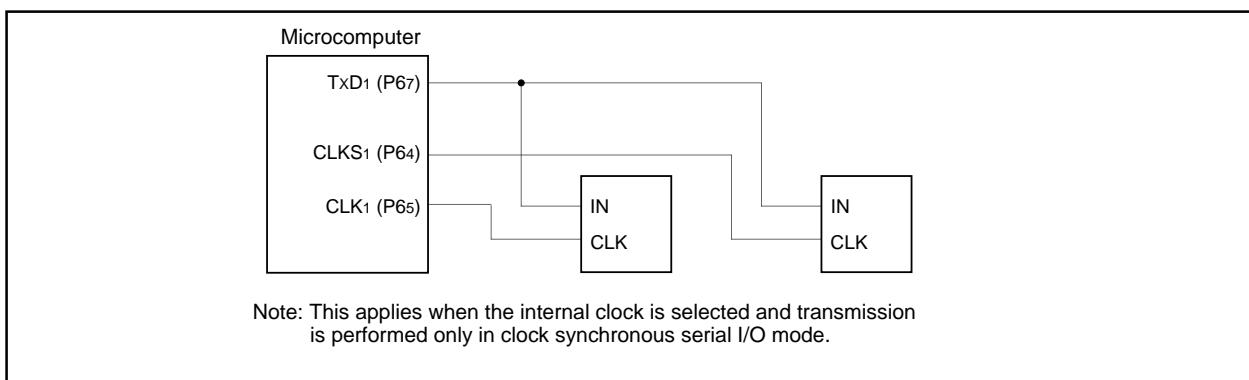 Microcomputer
TXD1 (P67)
CLKS1 (P64)
CLK1 (P65)
IN
CLK
IN
CLK
Note: This applies when the internal clock is selected and transmission
is performed only in clock synchronous serial I/O mode.